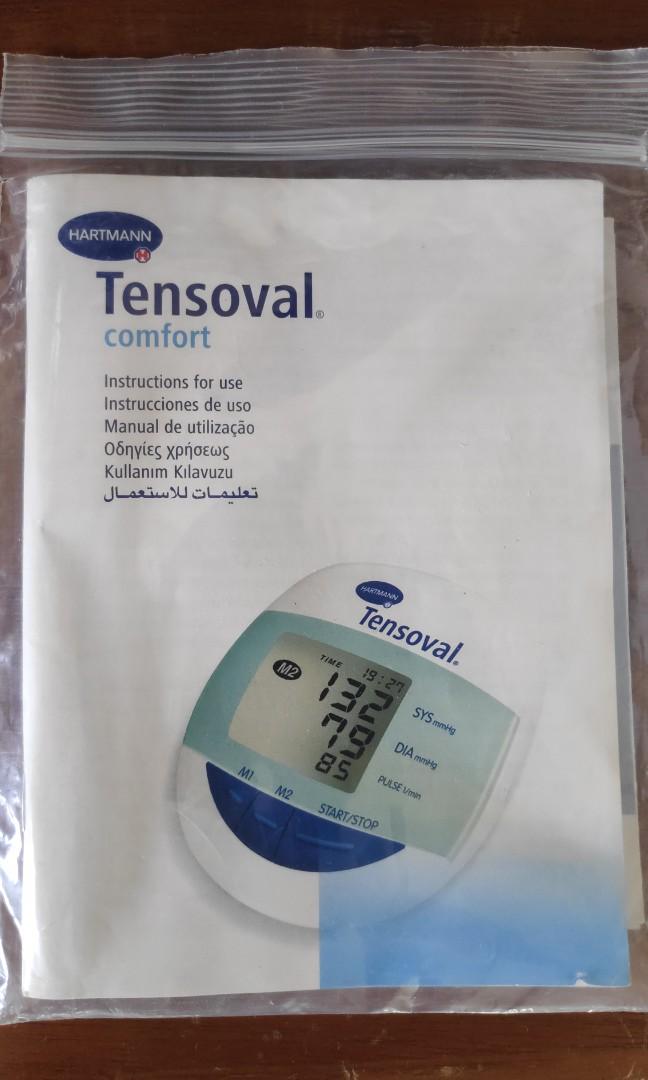 HARTMANN
Tensoval®
comfort
Instructions for use
Instrucciones de uso
Manual de utilização
Οδηγίες χρήσεως
Kullanım Kılavuzu
تعليمات للاستعمال
HARTMANN
Tensoval®
M2
TIME 19:27
132
SYS mmHg
79
DIA mmHg
85
PULSE 1/min
M1
M2
START/STOP